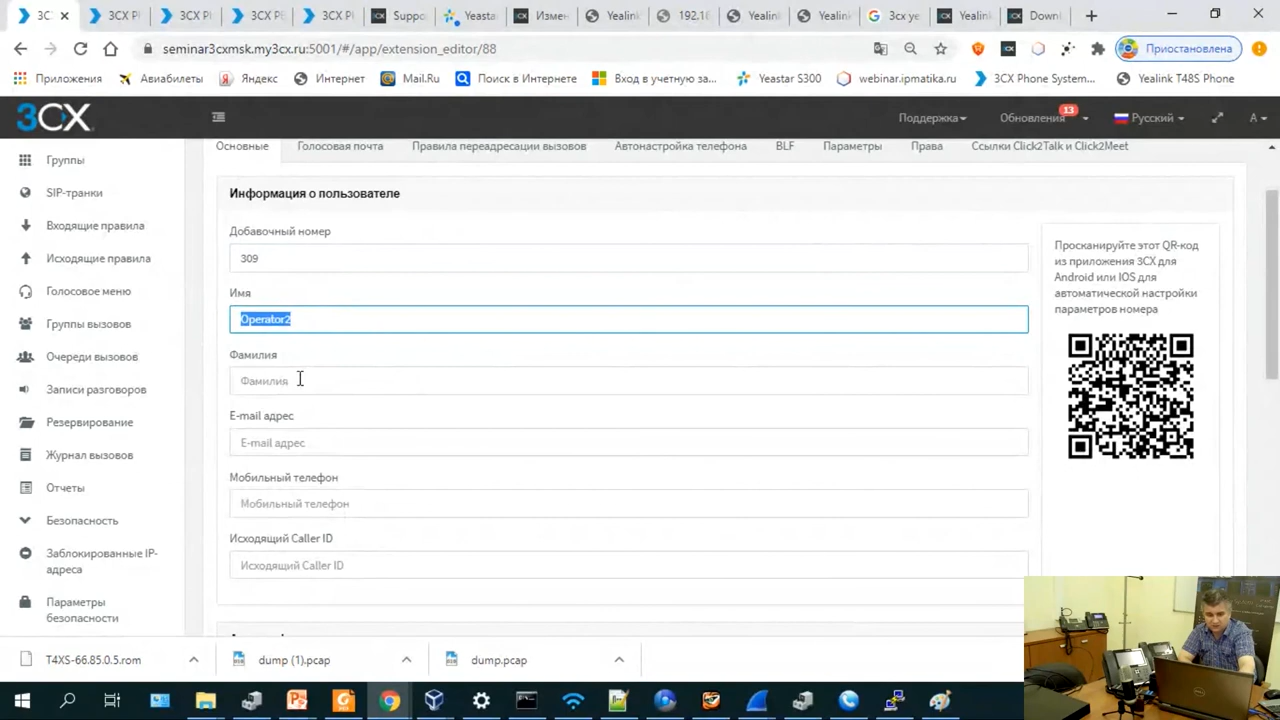 3C
3CX Pl
3CX Pl
3CX PE
3CX Pl
Suppo
Yeasta
Измен
Yealink
192.16
Yealin
Yealink
3cx ye
Yealin
Downl
seminar3cxmsk.my3cx.ru:5001/#/app/extension_editor/88
Приостановлена
Приложения
Авиабилеты
Яндекс
Интернет
Mail.Ru
Поиск в Интернете
Вход в учетную за...
Yeastar S300
webinar.ipmatika.ru
3CX Phone System...
Yealink T48S Phone
3CX
Поддержка
Обновления 13
Русский
A
Группы
SIP-транки
Входящие правила
Исходящие правила
Голосовое меню
Группы вызовов
Очереди вызовов
Записи разговоров
Резервирование
Журнал вызовов
Отчеты
Безопасность
Заблокированные IP-
адреса
Параметры
безопасности
Основные
Голосовая почта
Правила переадресации вызовов
Автонастройка телефона
BLF
Параметры
Права
Ссылки Click2Talk и Click2Meet
Информация о пользователе
Добавочный номер
309
Имя
Operator2
Фамилия
Фамилия
E-mail адрес
E-mail адрес
Мобильный телефон
Мобильный телефон
Исходящий Caller ID
Исходящий Caller ID
Просканируйте этот QR-код
из приложения 3CX для
Android или IOS для
автоматической настройки
параметров номера
T4XS-66.85.0.5.rom
dump (1).pcap
dump.pcap